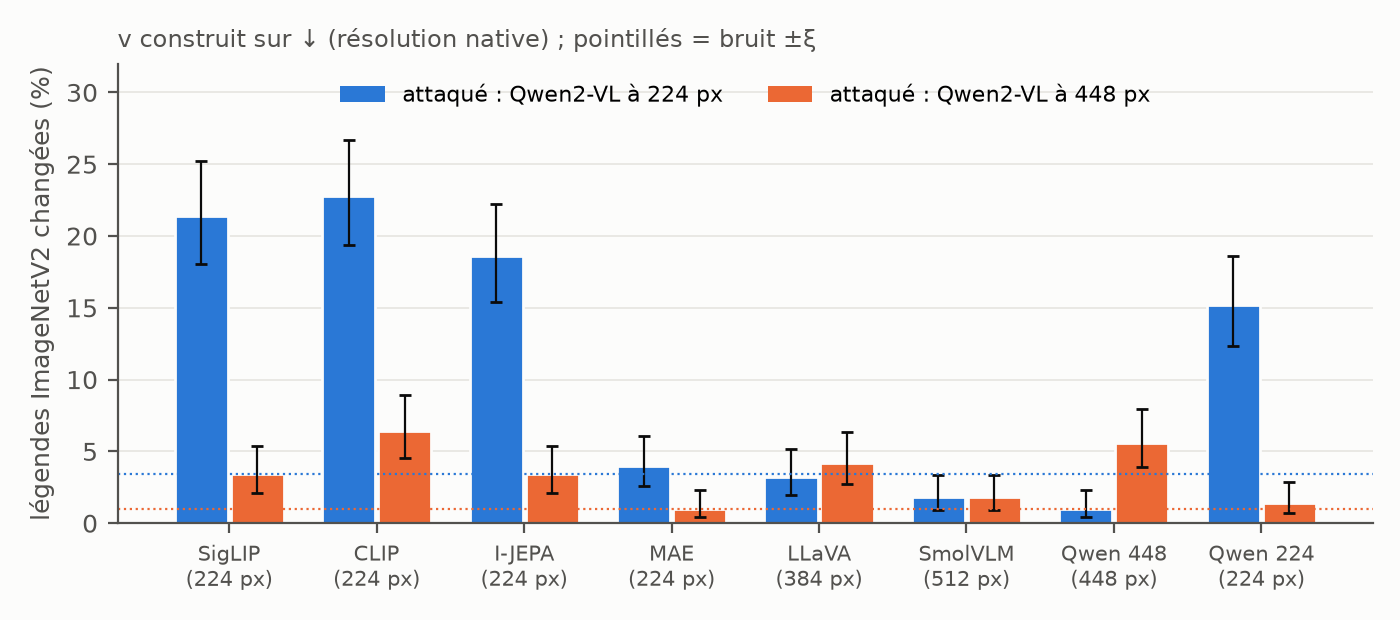 v construit sur ↓ (résolution native) ; pointillés = bruit ±ξ
légendes ImageNetV2 changées (%)
30
25
20
15
10
5
0
attaqué : Qwen2-VL à 224 px
attaqué : Qwen2-VL à 448 px
SigLIP
(224 px)
CLIP
(224 px)
I-JEPA
(224 px)
MAE
(224 px)
LLaVA
(384 px)
SmolVLM
(512 px)
Qwen 448
(448 px)
Qwen 224
(224 px)